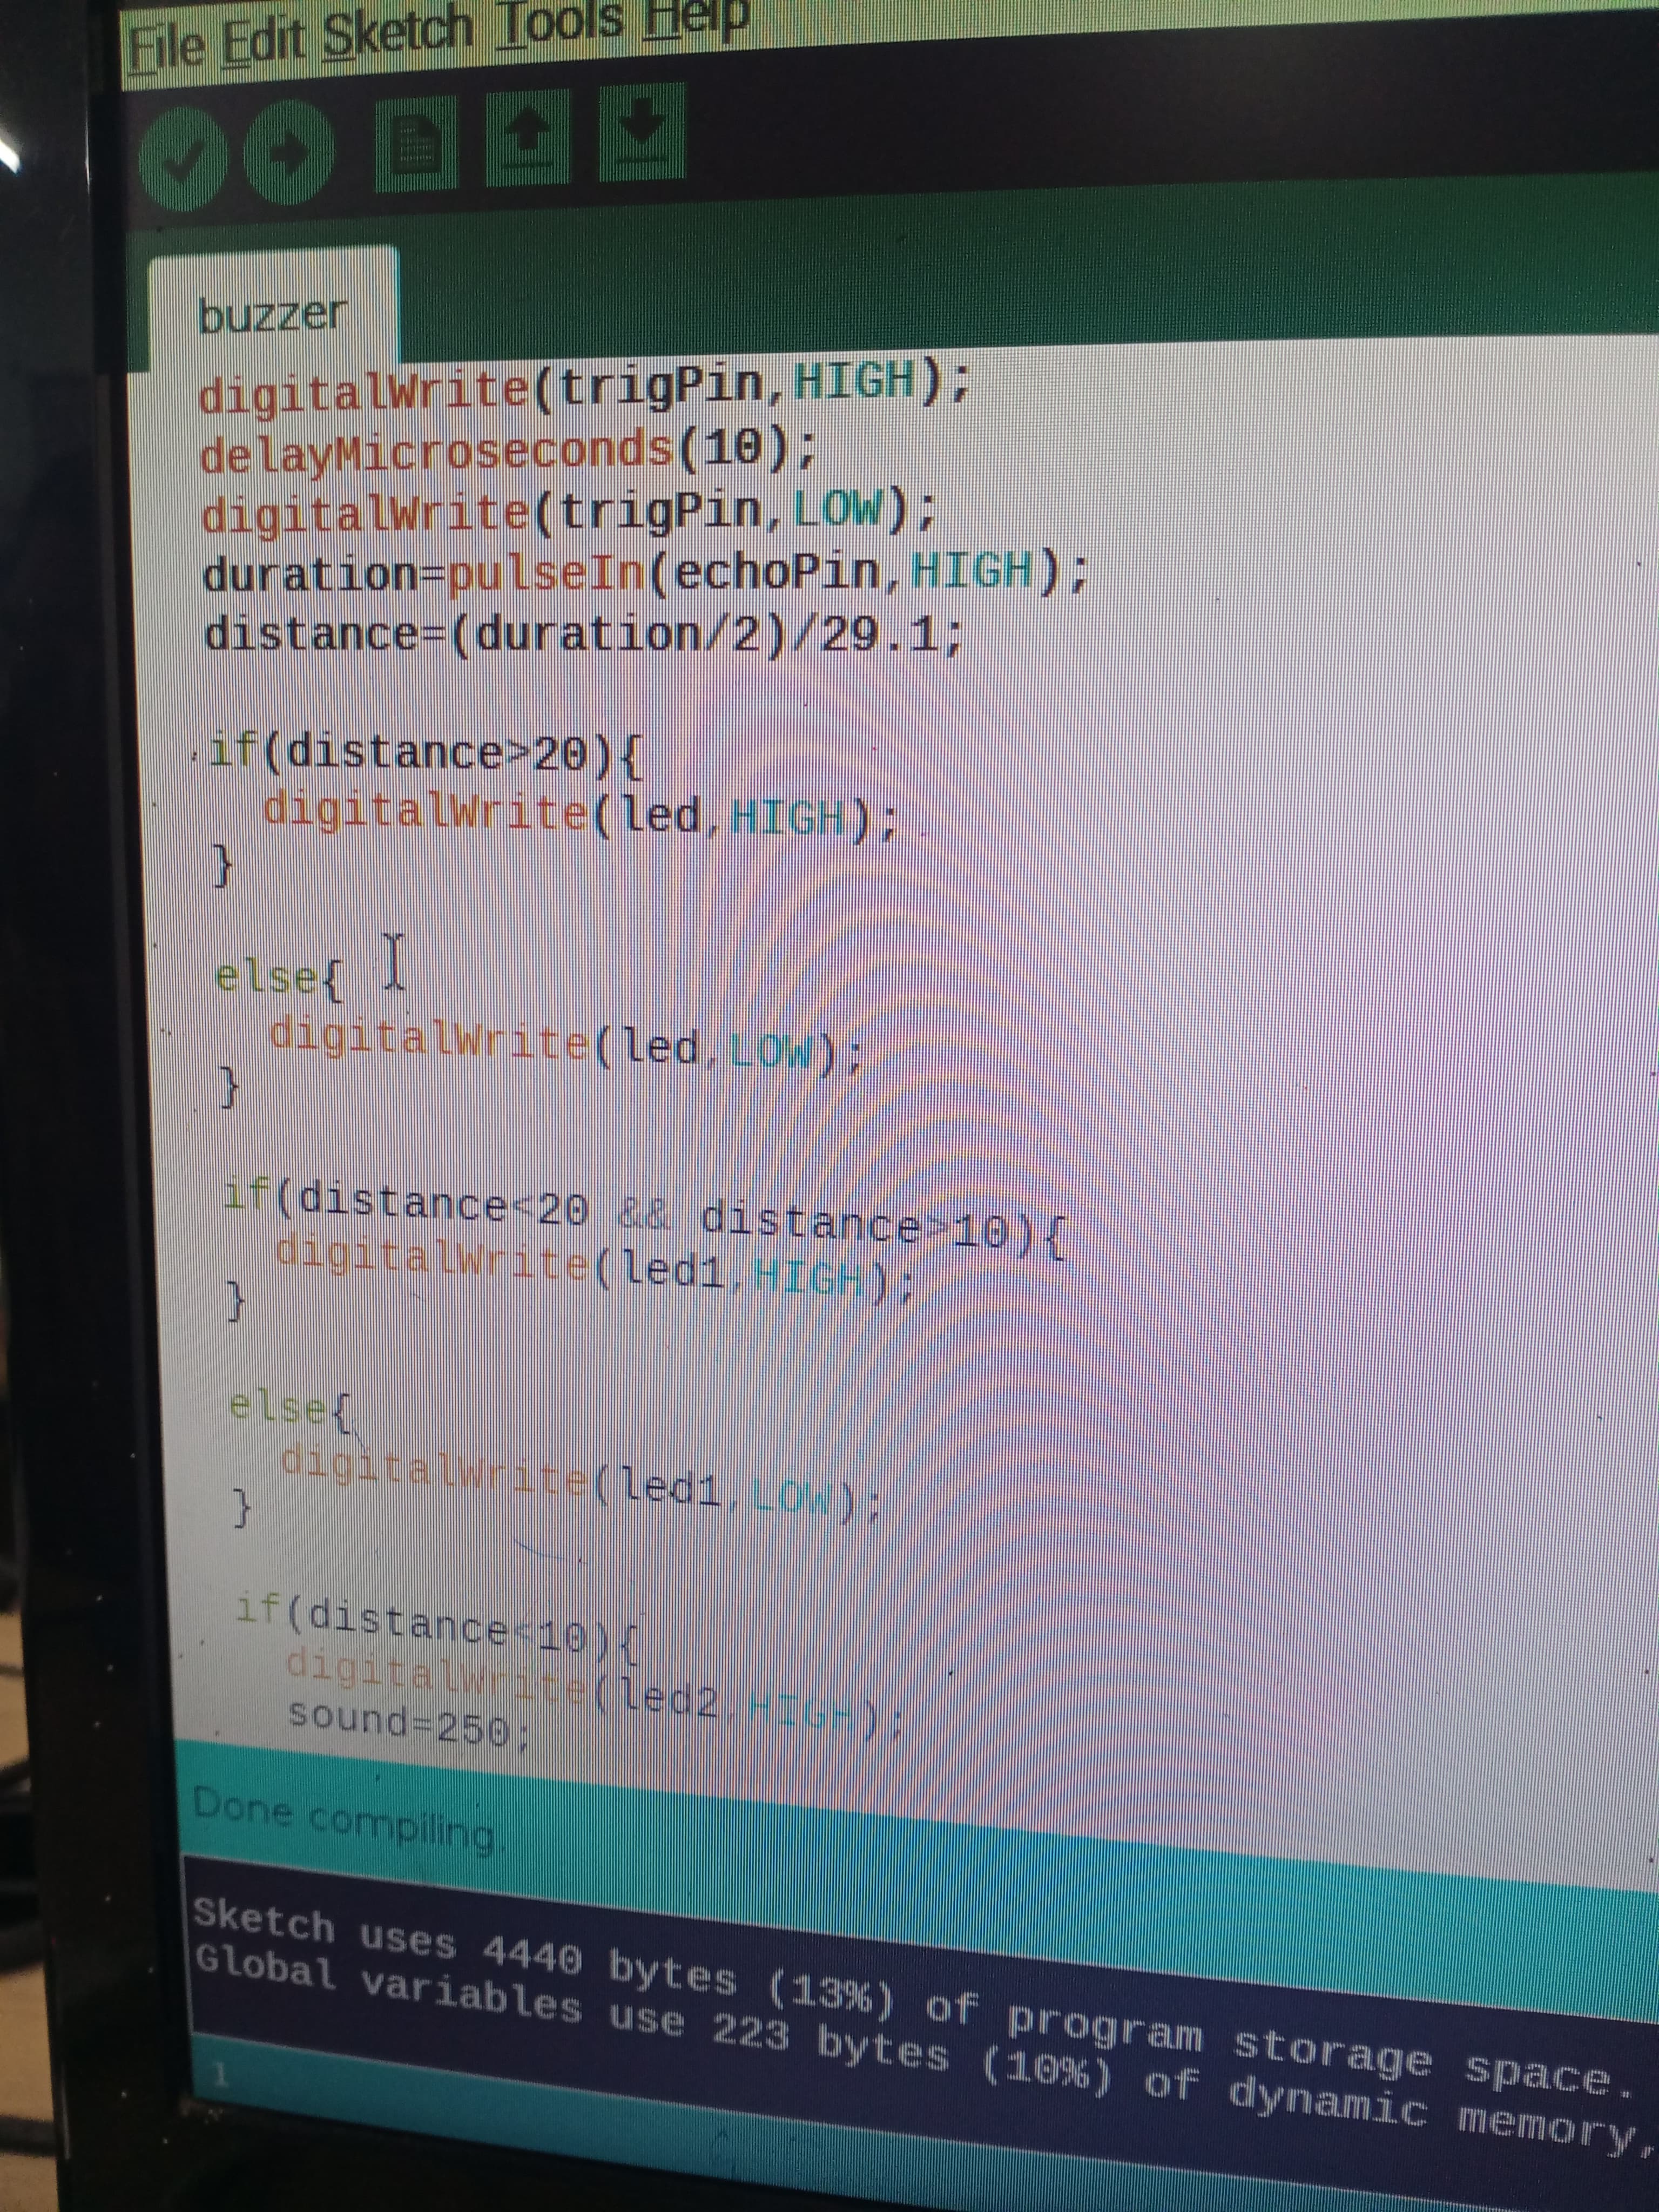 File Edit Sketch Tools Help
buzzer
digitalWrite(trigPin,HIGH);
delayMicroseconds(10);
digitalWrite(trigPin,LOW);
duration=pulseIn(echoPin,HIGH);
distance=(duration/2)/29.1;
if(distance>20){
digitalWrite(led,HIGH);
}
else{
digitalWrite(led,LOW);
}
if(distance<20 && distance>10){
digitalWrite(led1,HIGH);
}
else{
digitalWrite(led1,LOW);
}
if(distance<10){
digitalWrite(led2,HIGH);
sound=250;
Done compiling.
Sketch uses 4440 bytes (13%) of program storage space.
Global variables use 223 bytes (10%) of dynamic memory,
1